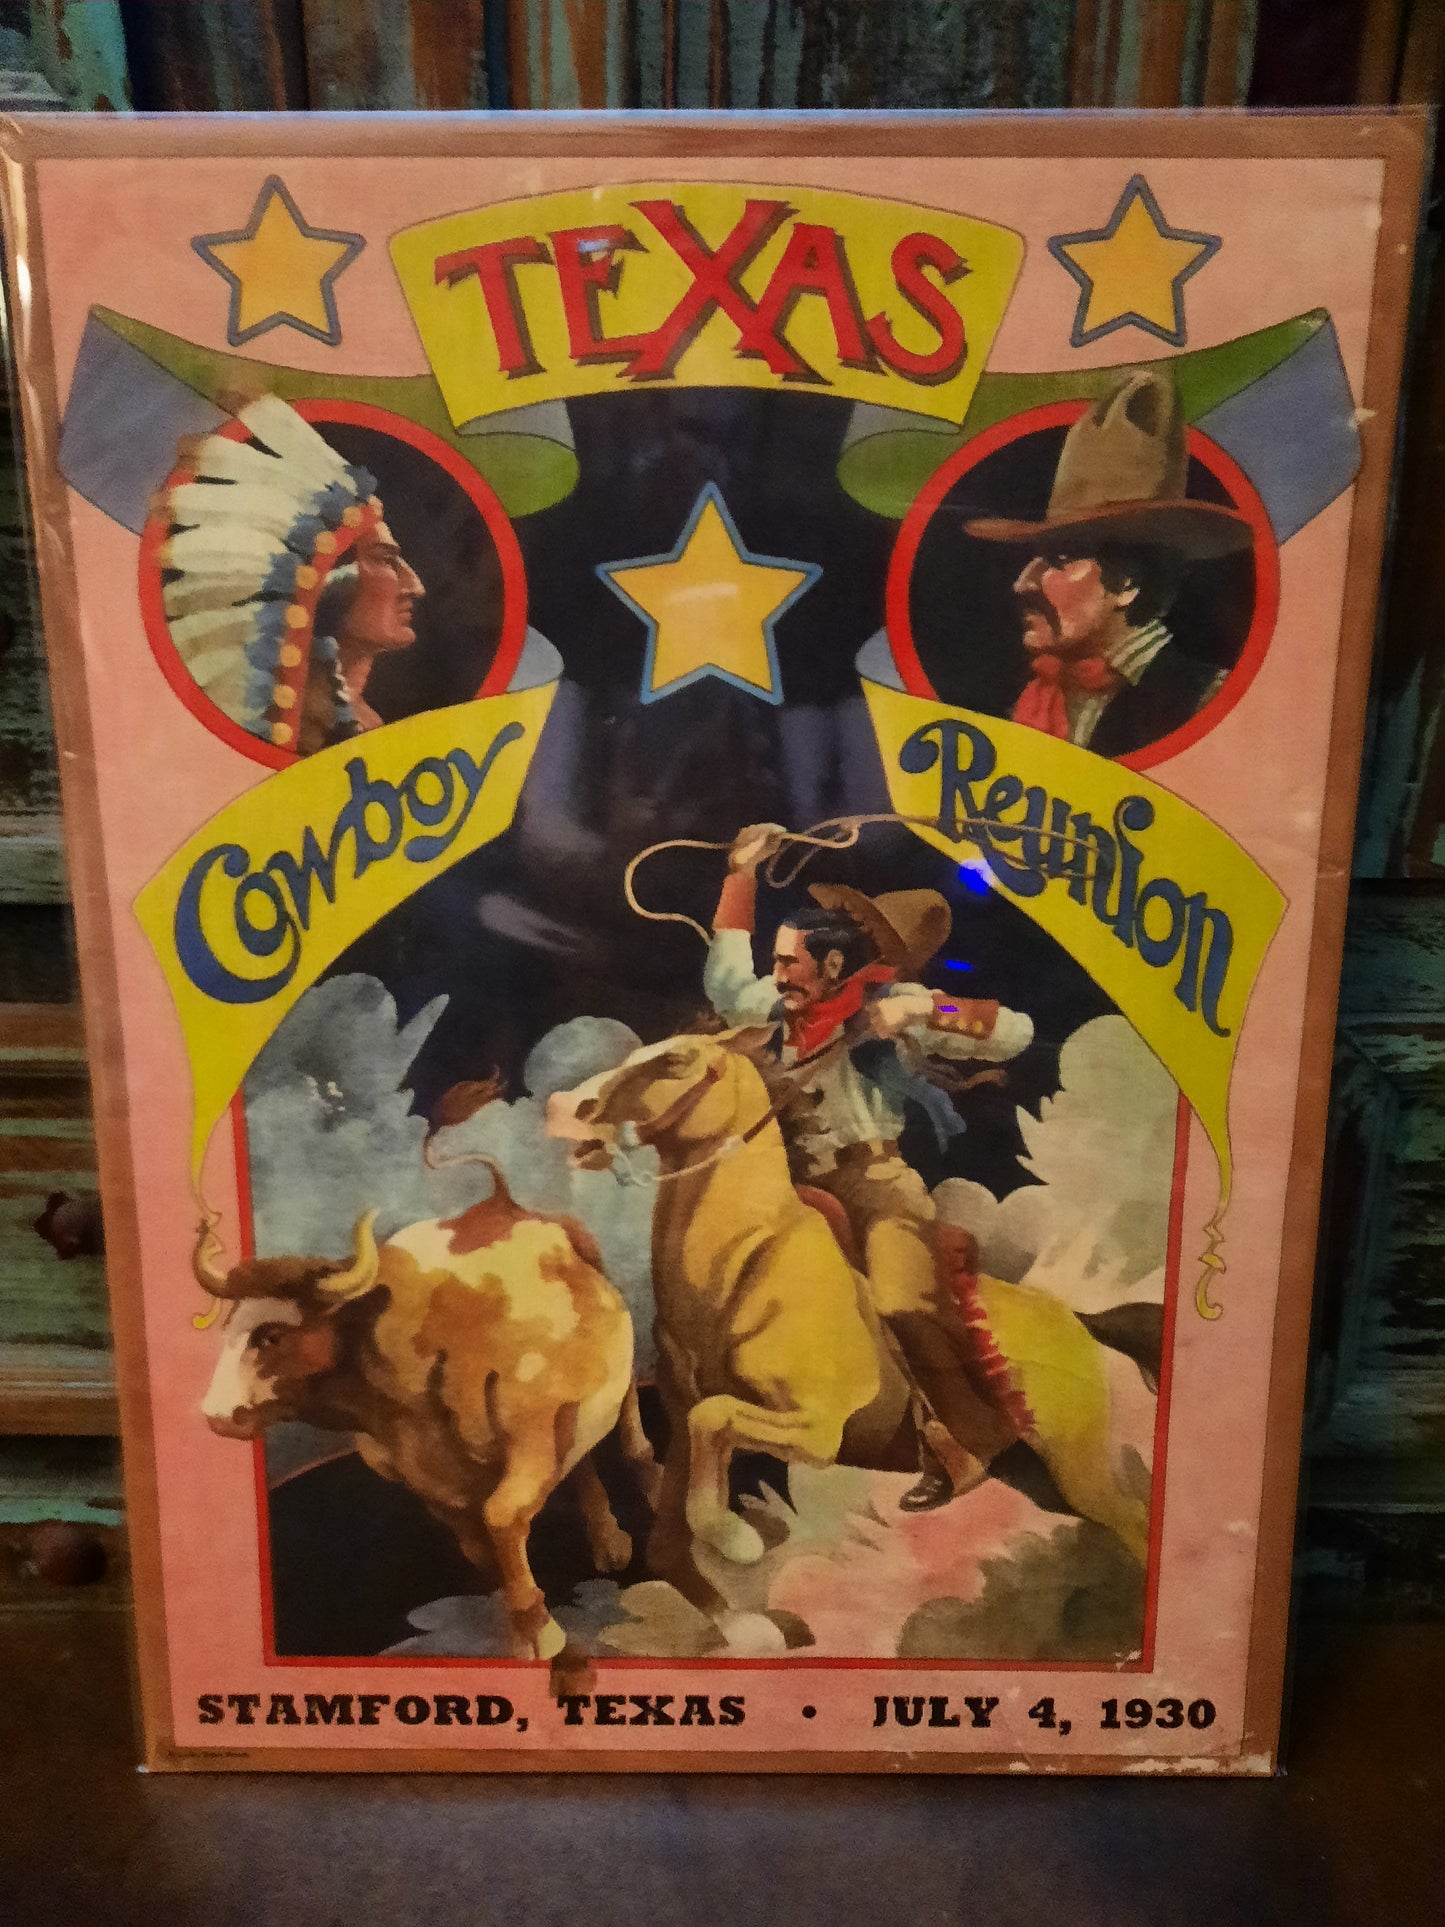 TEXAS
Cowboy
Reunion
STAMFORD, TEXAS • JULY 4, 1930